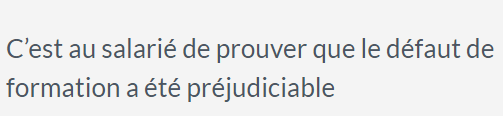 C’est au salarié de prouver que le défaut de
formation a été préjudiciable